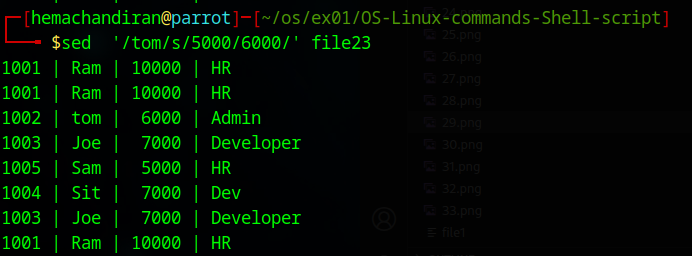 ┌─[hemachandiran@parrot]─[~/os/ex01/OS-Linux-commands-Shell-script]
└──╼ $sed  '/tom/s/5000/6000/' file23
1001 | Ram | 10000 | HR
1001 | Ram | 10000 | HR
1002 | tom |  6000 | Admin
1003 | Joe |  7000 | Developer
1005 | Sam |  5000 | HR
1004 | Sit |  7000 | Dev
1003 | Joe |  7000 | Developer
1001 | Ram | 10000 | HR
25.png
26.png
27.png
28.png
29.png
30.png
31.png
32.png
33.png
file1